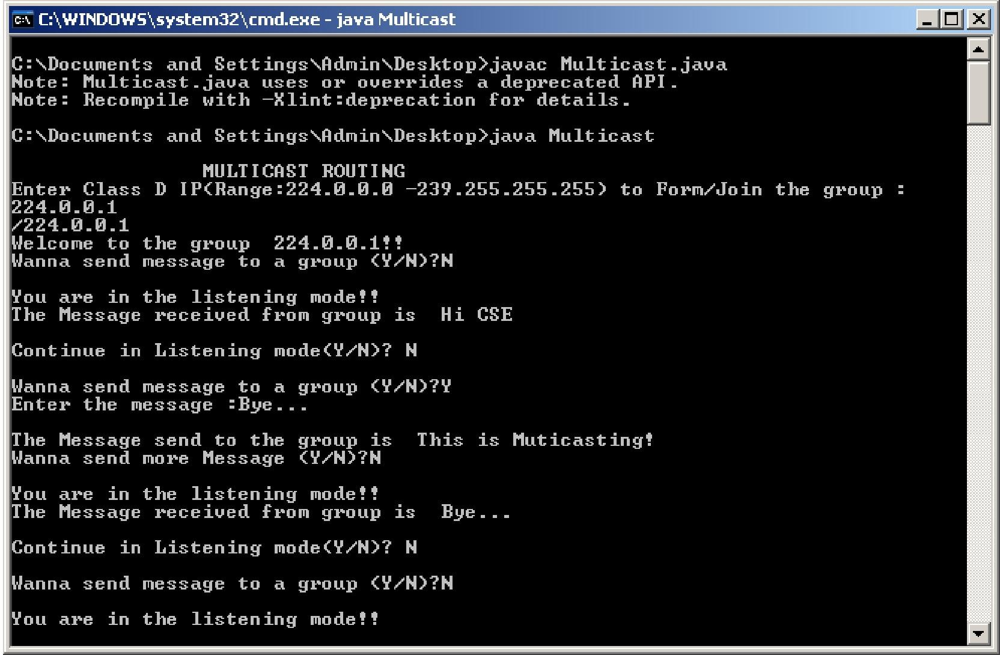 C:\WINDOWS\system32\cmd.exe - java Multicast
C:\Documents and Settings\Admin\Desktop>javac Multicast.java
Note: Multicast.java uses or overrides a deprecated API.
Note: Recompile with -Xlint:deprecation for details.
C:\Documents and Settings\Admin\Desktop>java Multicast
MULTICAST ROUTING
Enter Class D IP(Range:224.0.0.0 -239.255.255.255) to Form/Join the group :
224.0.0.1
/224.0.0.1
Welcome to the group  224.0.0.1!!
Wanna send message to a group (Y/N)?N
You are in the listening mode!!
The Message received from group is  Hi CSE
Continue in Listening mode(Y/N)? N
Wanna send message to a group (Y/N)?Y
Enter the message :Bye...
The Message send to the group is  This is Muticasting!
Wanna send more Message (Y/N)?N
You are in the listening mode!!
The Message received from group is  Bye...
Continue in Listening mode(Y/N)? N
Wanna send message to a group (Y/N)?N
You are in the listening mode!!